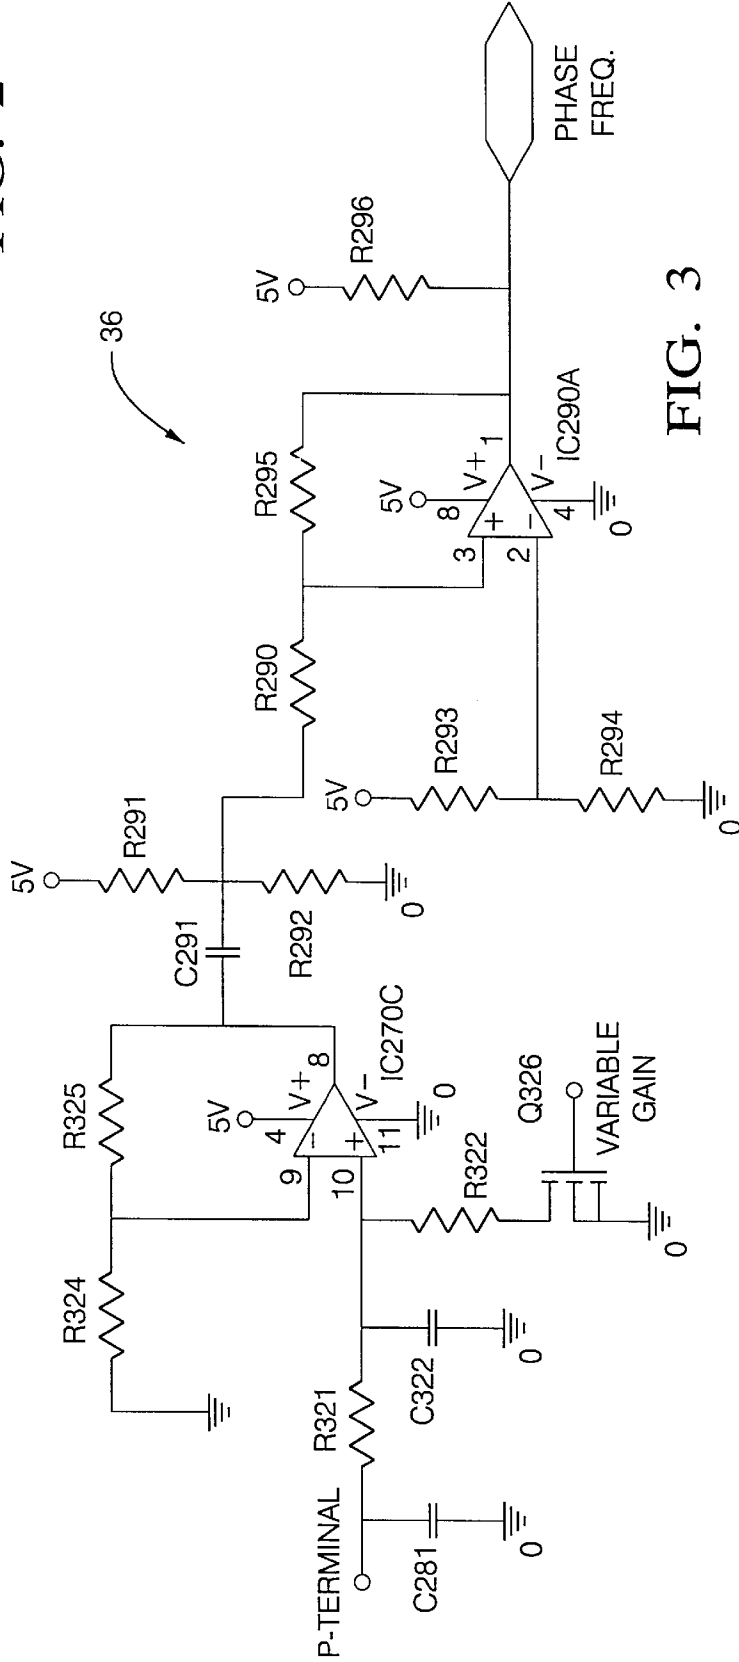 36
5V
R291
R325
C291
R292
0
R324
5V
4
V+
9
8
10
11
V-
IC270C
0
P-TERMINAL
R321
C281
0
C322
0
R322
Q326
VARIABLE
GAIN
0
R290
R295
5V
R296
5V
8
V+
3
1
2
4
V-
IC290A
0
5V
R293
R294
0
PHASE
FREQ.
FIG. 3